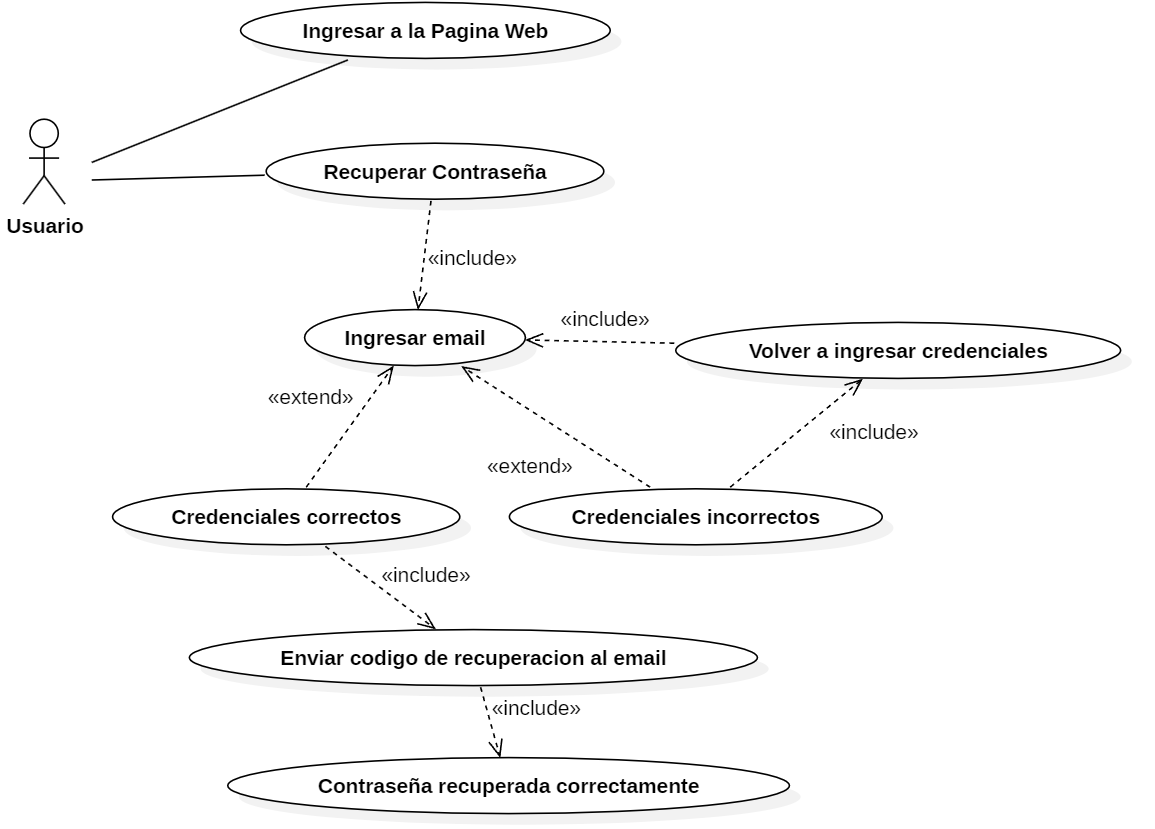 Ingresar a la Pagina Web
Recuperar Contraseña
Usuario
«include»
«include»
Ingresar email
Volver a ingresar credenciales
«extend»
«include»
«extend»
Credenciales correctos
Credenciales incorrectos
«include»
Enviar codigo de recuperacion al email
«include»
Contraseña recuperada correctamente